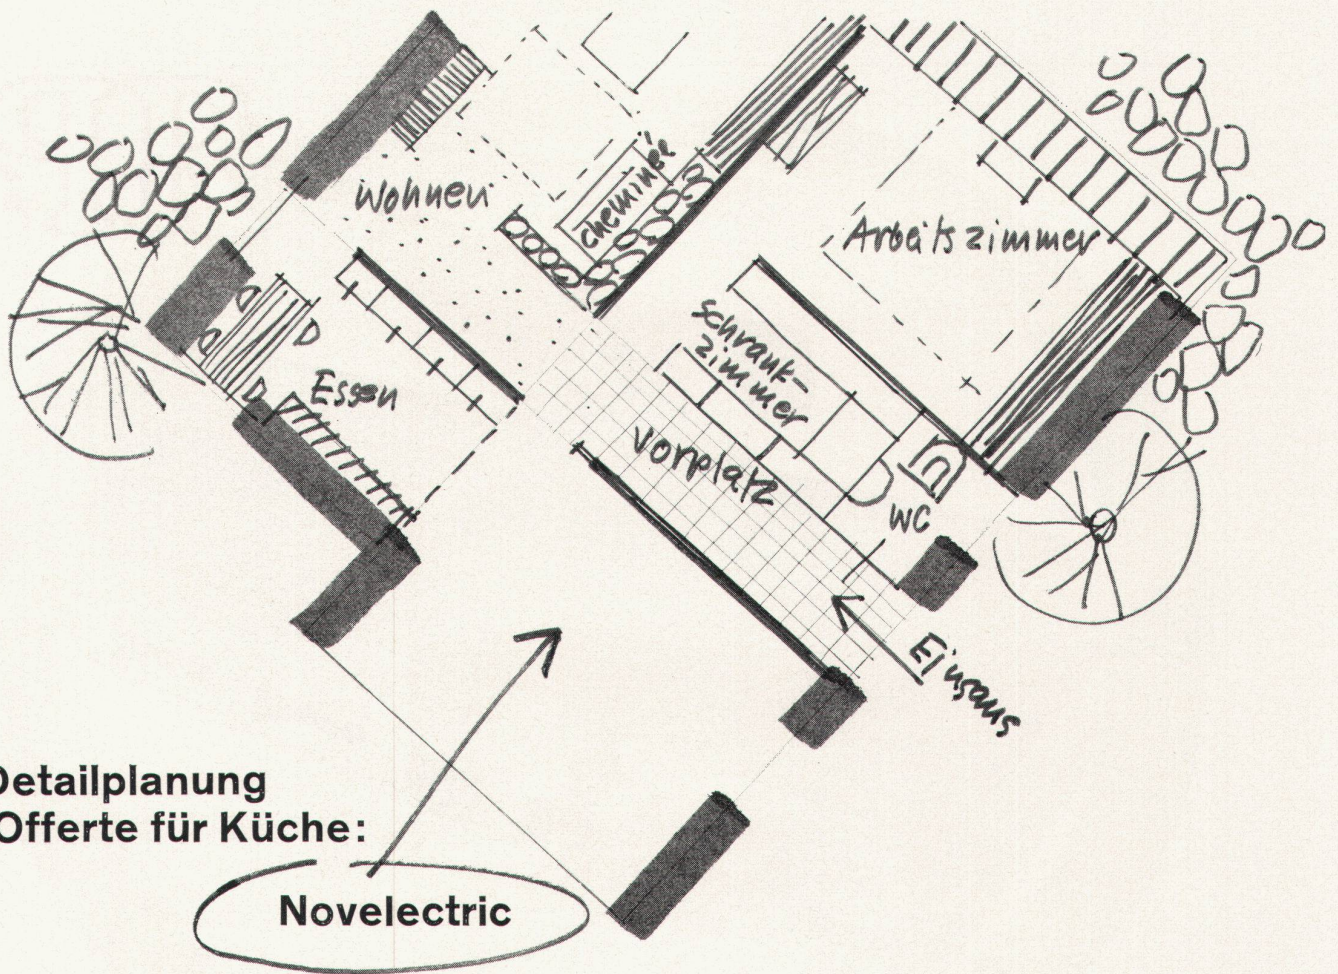 Wohnen
cheminée
Arbeitszimmer
Schrank-
zimmer
Essen
Vorplatz
WC
Eingang
Detailplanung
Offerte für Küche:
Novelectric